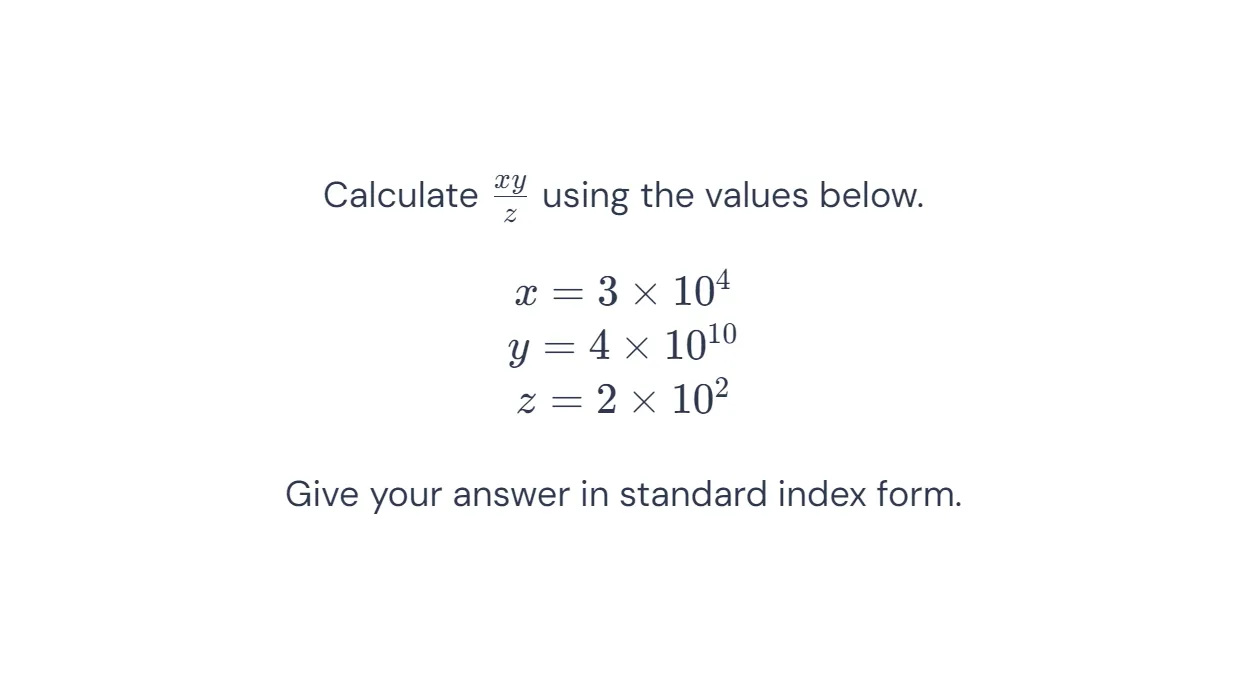 Calculate $\frac{xy}{z}$ using the values below.
$x = 3 \times 10^4$
$y = 4 \times 10^{10}$
$z = 2 \times 10^2$
Give your answer in standard index form.